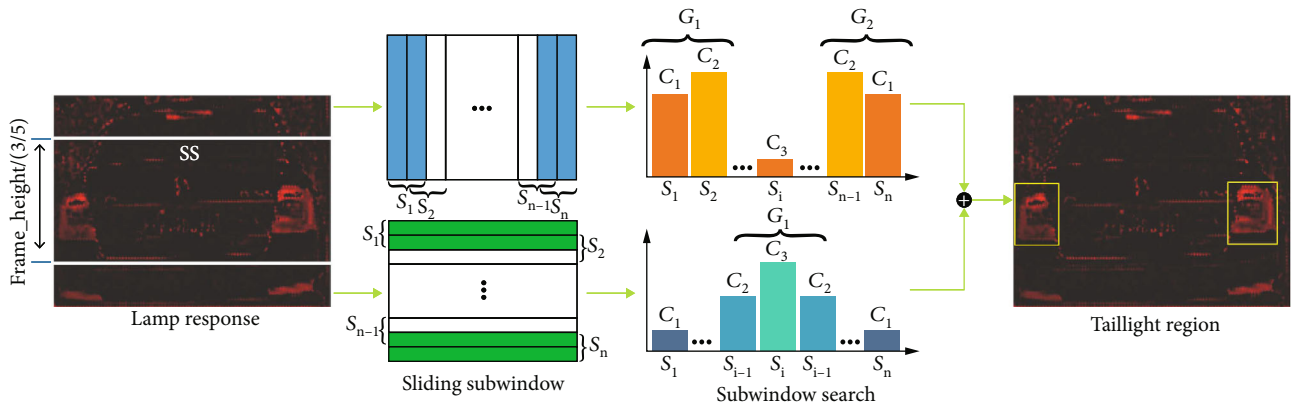 Frame_height/(3/5)
SS
Lamp response
...
S1 S2 Sn−1 Sn
S1
S2
...
Sn−1
Sn
Sliding subwindow
G1 G2
C1 C2 C3 C2 C1
... ...
S1 S2 Si Sn−1 Sn
G1
C1 C2 C3 C2 C1
... ...
S1 Si−1 Si Si−1 Sn
Subwindow search
+
Taillight region